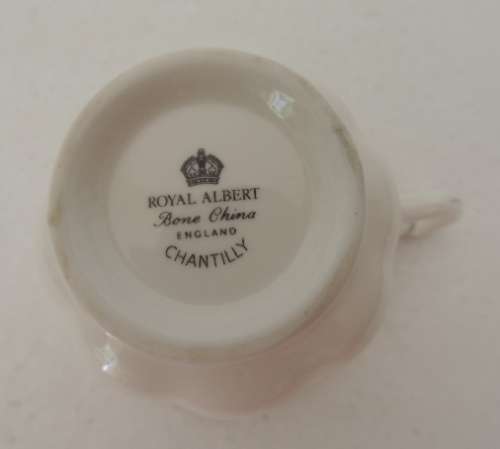 ROYAL ALBERT
Bone China
ENGLAND
CHANTILLY